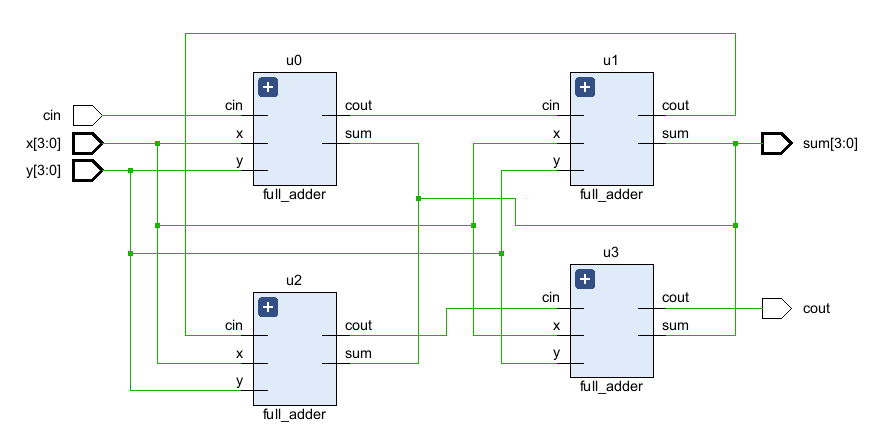 u0
cin
x
y
cout
sum
full_adder
u1
cin
x
y
cout
sum
full_adder
cin
x[3:0]
y[3:0]
sum[3:0]
u2
cin
x
y
cout
sum
full_adder
u3
cin
x
y
cout
sum
full_adder
cout